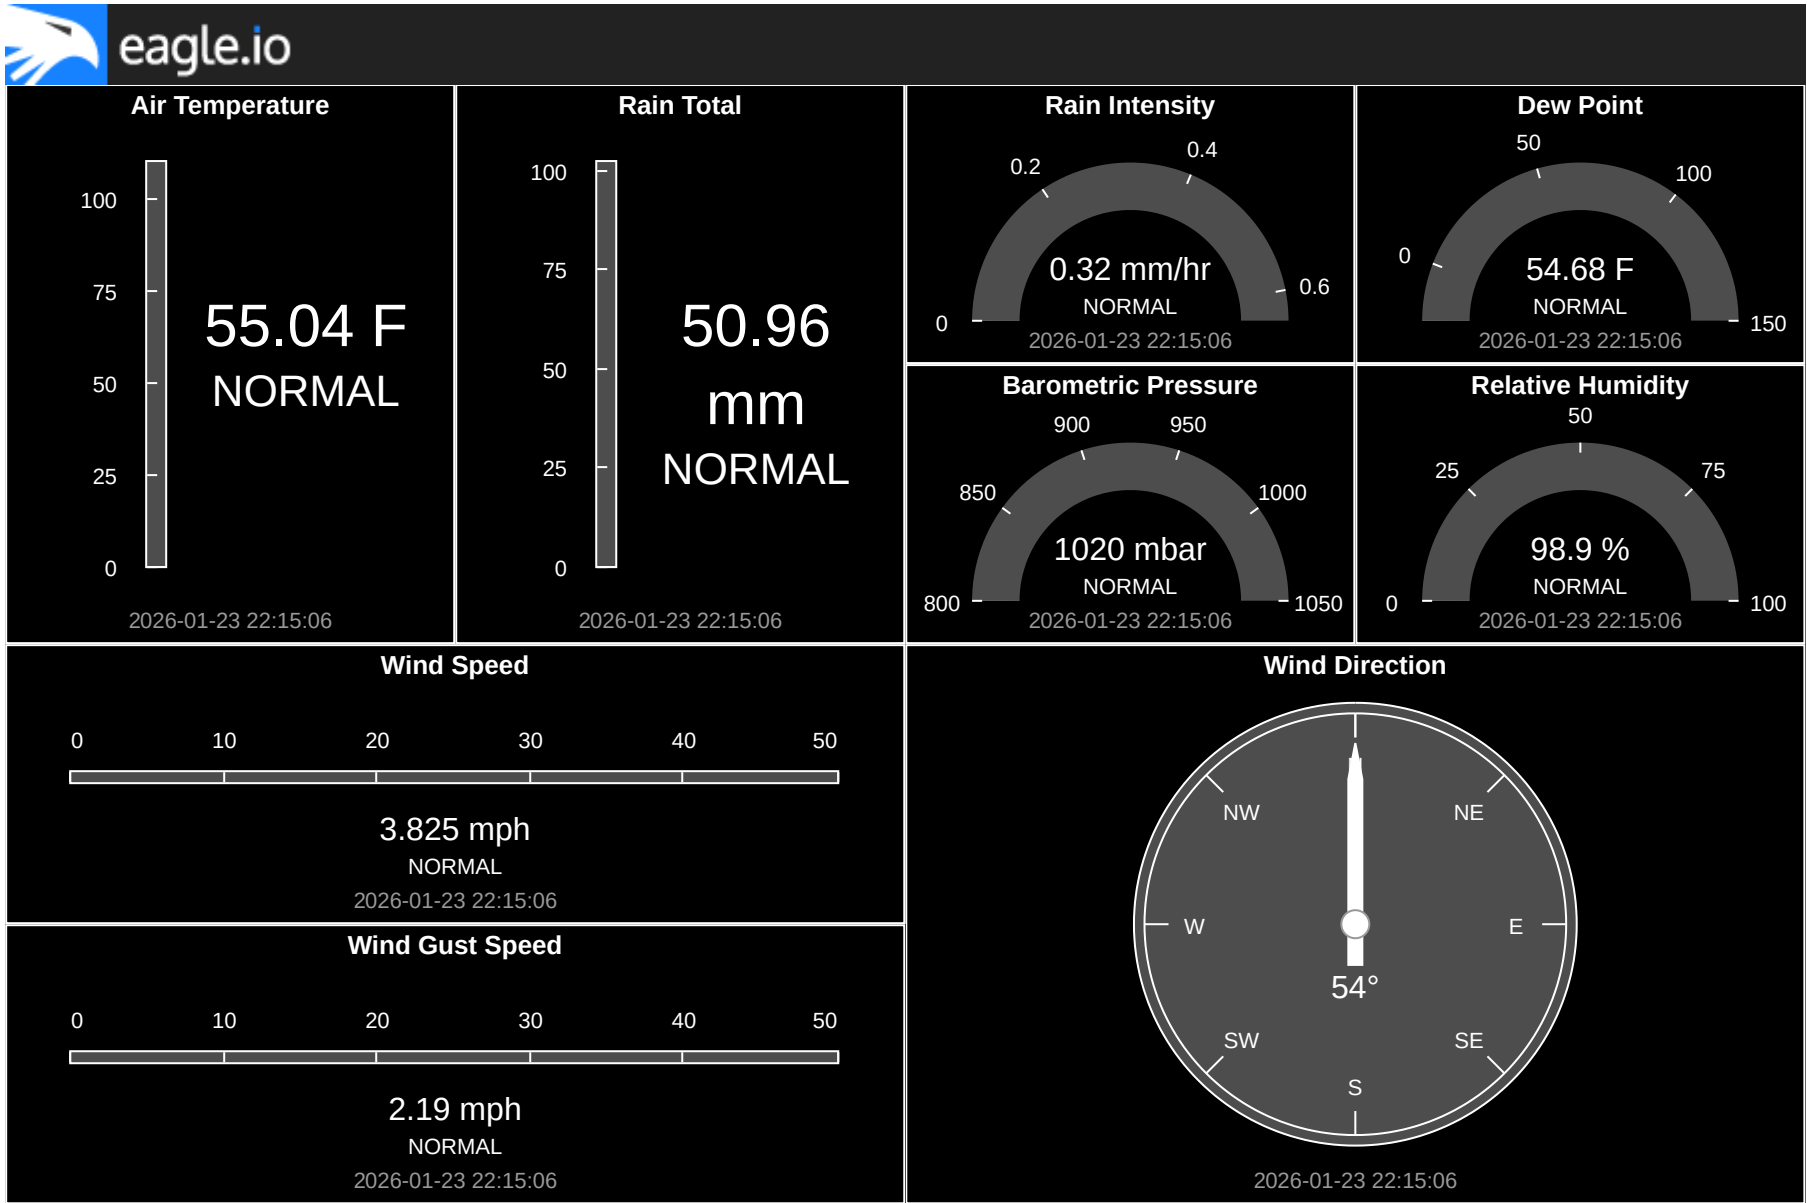 eagle.io
Air Temperature
100
75
50
25
0
55.04 F
NORMAL
2026-01-23 22:15:06
Rain Total
100
75
50
25
0
50.96
mm
NORMAL
2026-01-23 22:15:06
Rain Intensity
0
0.2
0.4
0.6
0.32 mm/hr
NORMAL
2026-01-23 22:15:06
Dew Point
0
50
100
150
54.68 F
NORMAL
2026-01-23 22:15:06
Barometric Pressure
800
850
900
950
1000
1050
1020 mbar
NORMAL
2026-01-23 22:15:06
Relative Humidity
0
25
50
75
100
98.9 %
NORMAL
2026-01-23 22:15:06
Wind Speed
0 10 20 30 40 50
3.825 mph
NORMAL
2026-01-23 22:15:06
Wind Gust Speed
0 10 20 30 40 50
2.19 mph
NORMAL
2026-01-23 22:15:06
Wind Direction
NW NE
W E
54°
SW SE
S
2026-01-23 22:15:06